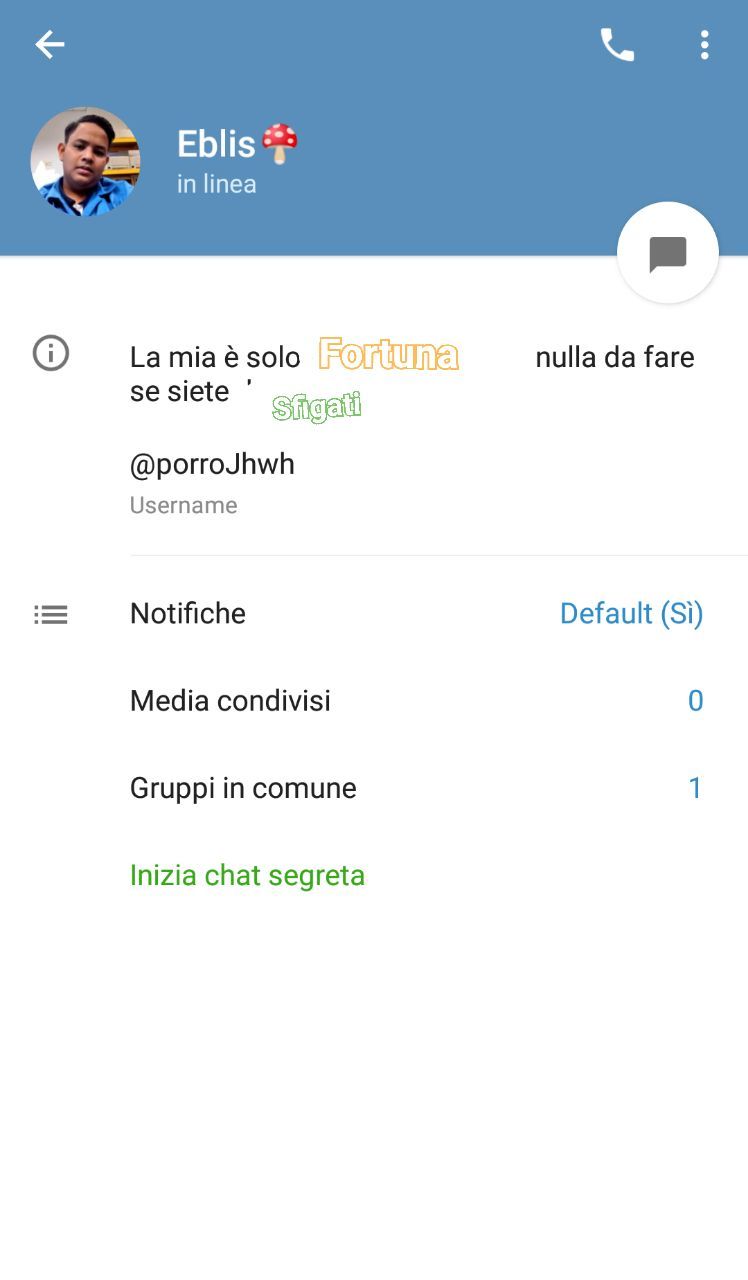 Eblis
in linea
La mia è solo Fortuna nulla da fare
se siete Sfigati
@porroJhwh
Username
Notifiche Default (Sì)
Media condivisi 0
Gruppi in comune 1
Inizia chat segreta